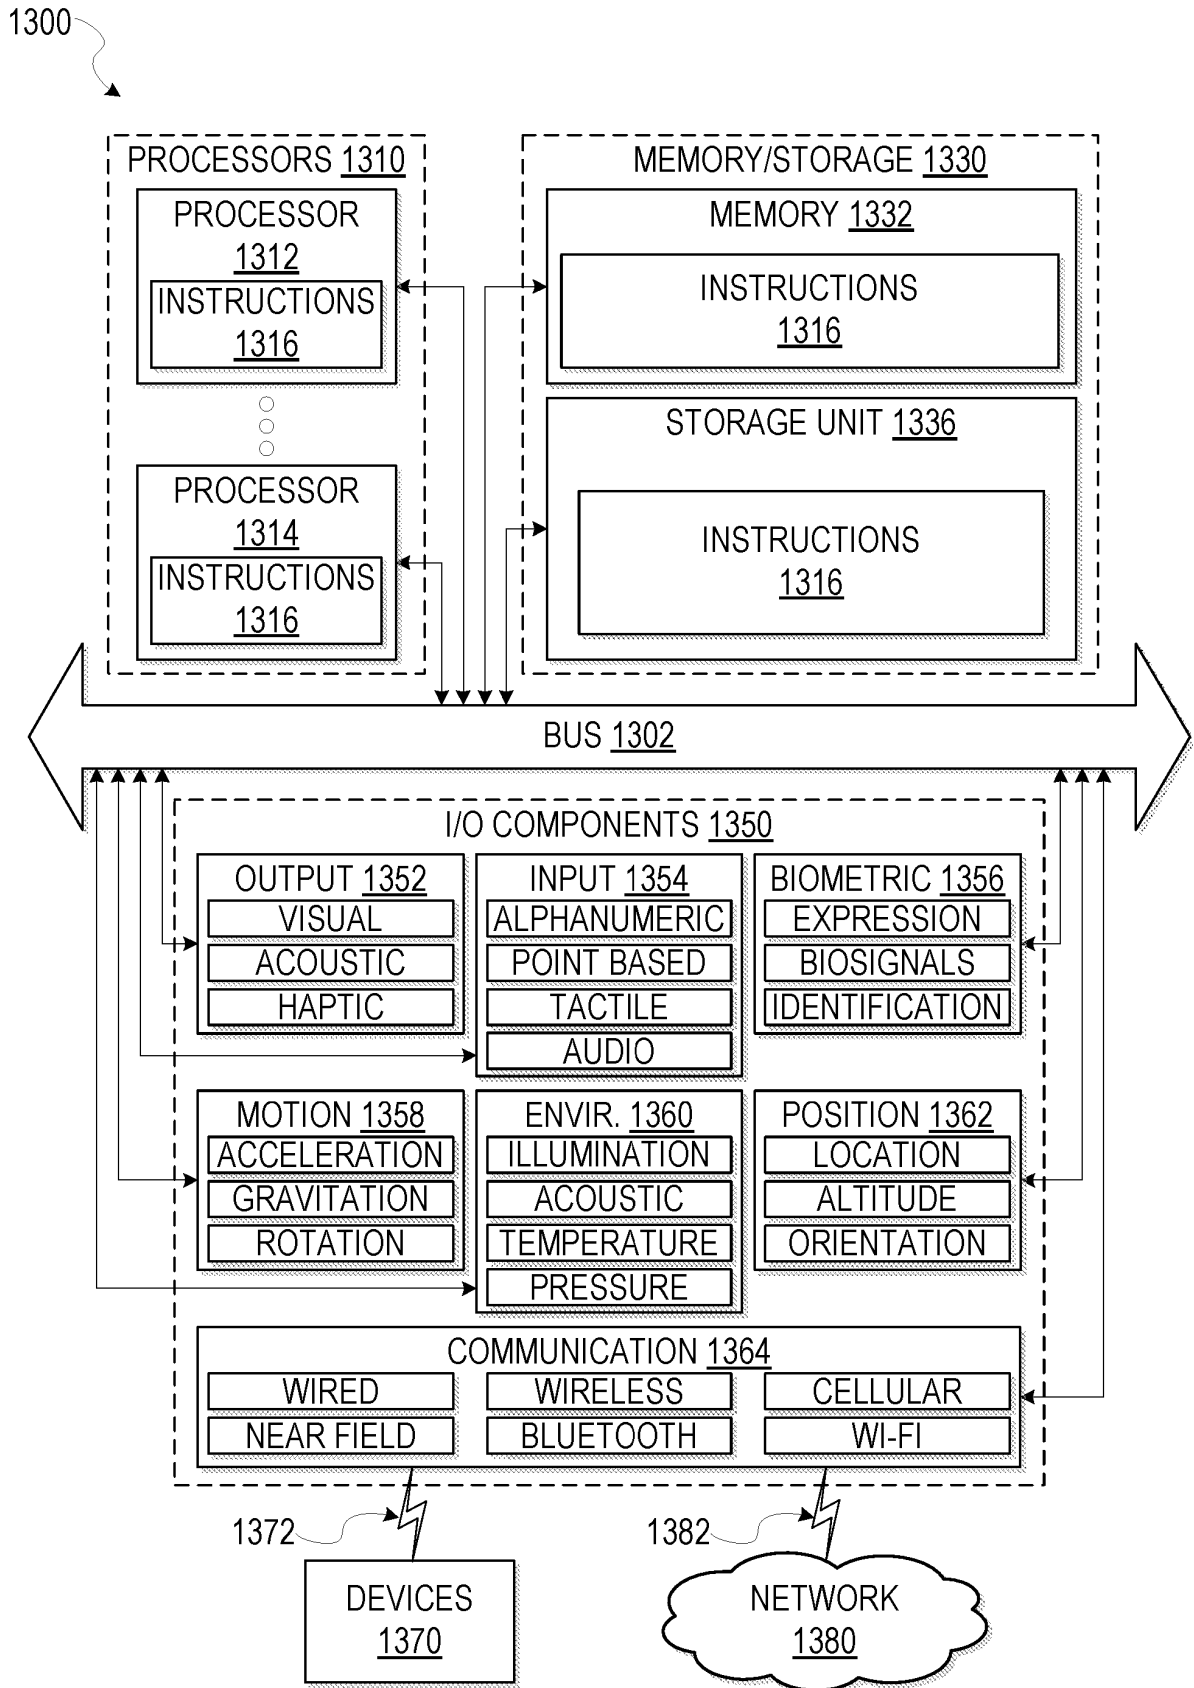 1300
PROCESSORS 1310
PROCESSOR
1312
INSTRUCTIONS
1316
PROCESSOR
1314
INSTRUCTIONS
1316
MEMORY/STORAGE 1330
MEMORY 1332
INSTRUCTIONS
1316
STORAGE UNIT 1336
INSTRUCTIONS
1316
BUS 1302
I/O COMPONENTS 1350
OUTPUT 1352
VISUAL
ACOUSTIC
HAPTIC
INPUT 1354
ALPHANUMERIC
POINT BASED
TACTILE
AUDIO
BIOMETRIC 1356
EXPRESSION
BIOSIGNALS
IDENTIFICATION
MOTION 1358
ACCELERATION
GRAVITATION
ROTATION
ENVIR. 1360
ILLUMINATION
ACOUSTIC
TEMPERATURE
PRESSURE
POSITION 1362
LOCATION
ALTITUDE
ORIENTATION
COMMUNICATION 1364
WIRED
WIRELESS
CELLULAR
NEAR FIELD
BLUETOOTH
WI-FI
1372
1382
DEVICES
1370
NETWORK
1380